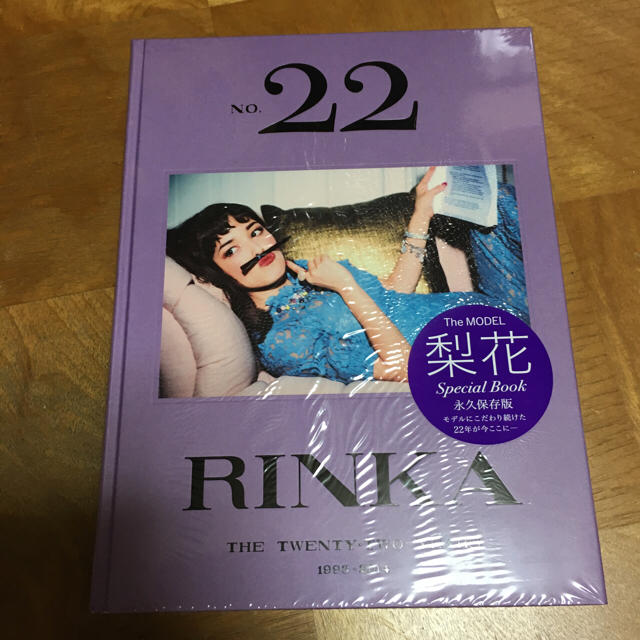 NO. 22
The MODEL
梨花
Special Book
永久保存版
モデルにこだわり続けた
22年が今ここに―
RINKA
THE TWENTY-TWO